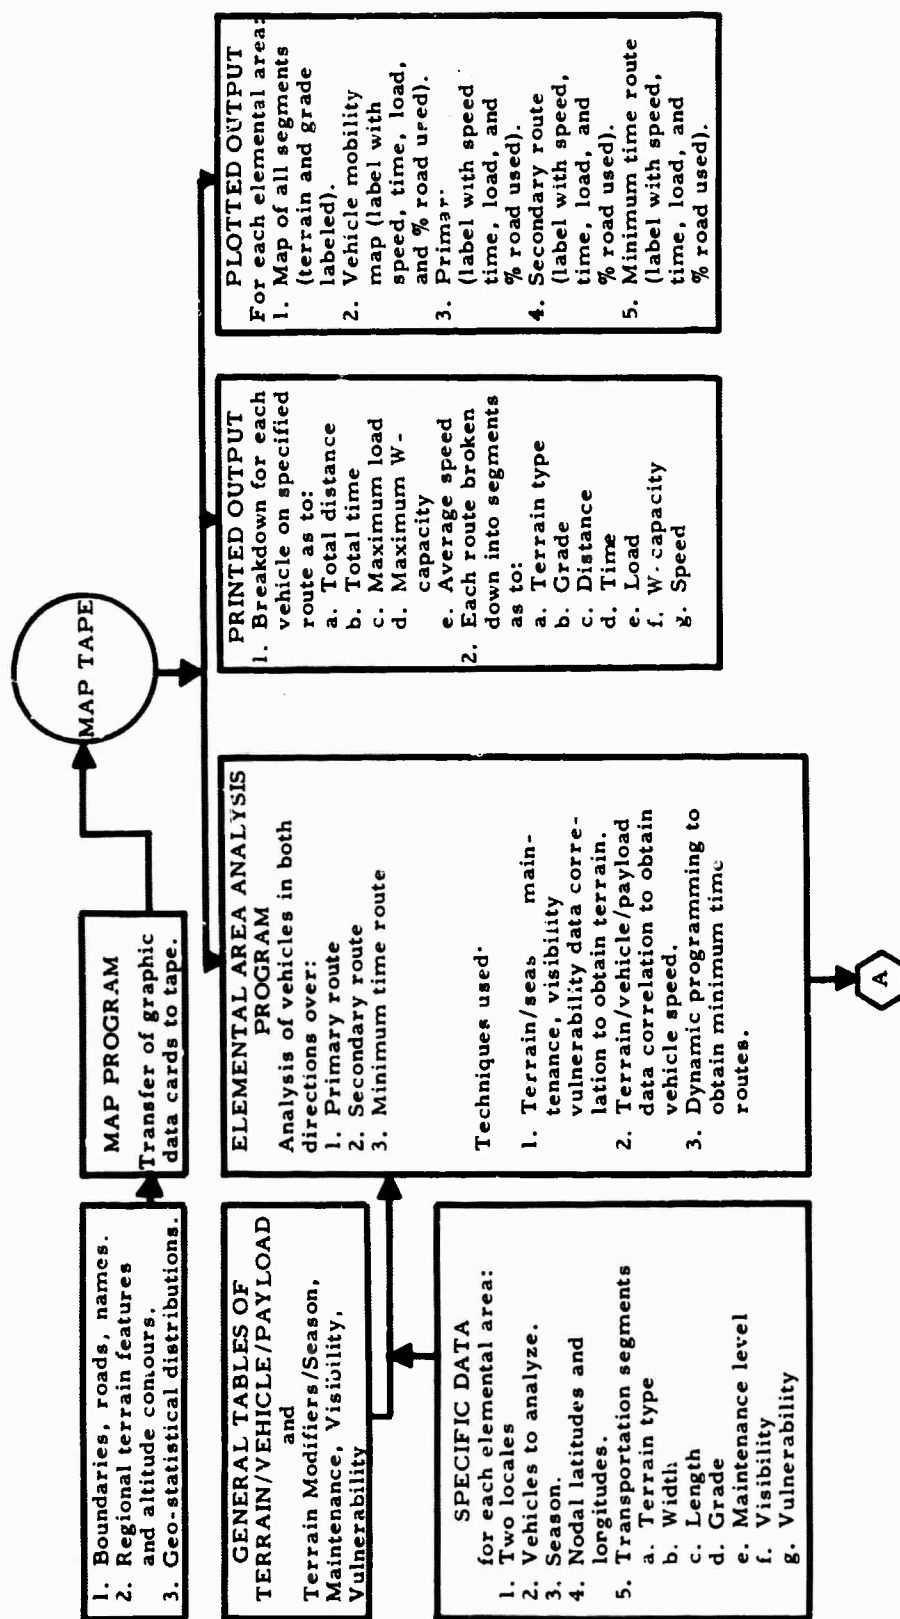 1. Boundaries, roads, names.
2. Regional terrain features
and altitude contours.
3. Geo-statistical distributions.
MAP PROGRAM
Transfer of graphic
data cards to tape.
MAP TAPE
GENERAL TABLES OF
TERRAIN/VEHICLE/PAYLOAD
and
Terrain Modifiers/Season,
Maintenance, Visibility,
Vulnerability
SPECIFIC DATA
for each elemental area:
1. Two locales
2. Vehicles to analyze.
3. Season.
4. Nodal latitudes and
longitudes.
5. Transportation segments
a. Terrain type
b. Width
c. Length
d. Grade
e. Maintenance level
f. Visibility
g. Vulnerability
ELEMENTAL AREA ANALYSIS
PROGRAM
Analysis of vehicles in both
directions over:
1. Primary route
2. Secondary route
3. Minimum time route
Techniques used·
1. Terrain/seas main-
tenance, visibility
vulnerability data corre-
lation to obtain terrain.
2. Terrain/vehicle/payload
data correlation to obtain
vehicle speed.
3. Dynamic programming to
obtain minimum time
routes.
A
PRINTED OUTPUT
1. Breakdown for each
vehicle on specified
route as to:
a. Total distance
b. Total time
c. Maximum load
d. Maximum W-
capacity
e. Average speed
2. Each route broken
down into segments
as to:
a. Terrain type
b. Grade
c. Distance
d. Time
e. Load
f. W-capacity
g. Speed
PLOTTED OUTPUT
For each elemental area:
1. Map of all segments
(terrain and grade
labeled).
2. Vehicle mobility
map (label with
speed, time, load,
and % road used).
3. Primar
(label with speed
time, load, and
% road used).
4. Secondary route
(label with speed,
time, load, and
% road used).
5. Minimum time route
(label with speed,
time, load, and
% road used).